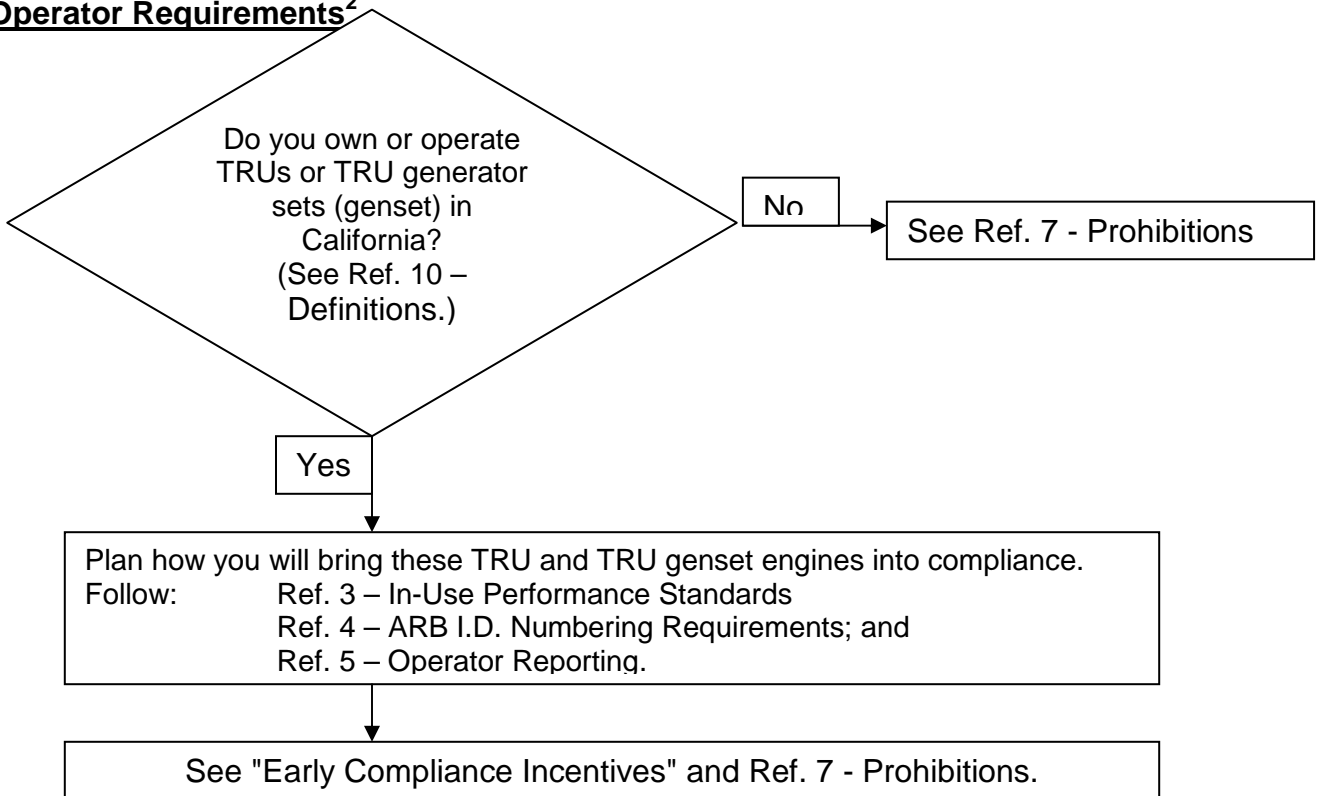 Operator Requirements²
Do you own or operate
TRUs or TRU generator
sets (genset) in
California?
(See Ref. 10 –
Definitions.)
No
See Ref. 7 - Prohibitions
Yes
Plan how you will bring these TRU and TRU genset engines into compliance.
Follow: Ref. 3 – In-Use Performance Standards
Ref. 4 – ARB I.D. Numbering Requirements; and
Ref. 5 – Operator Reporting.
See "Early Compliance Incentives" and Ref. 7 - Prohibitions.